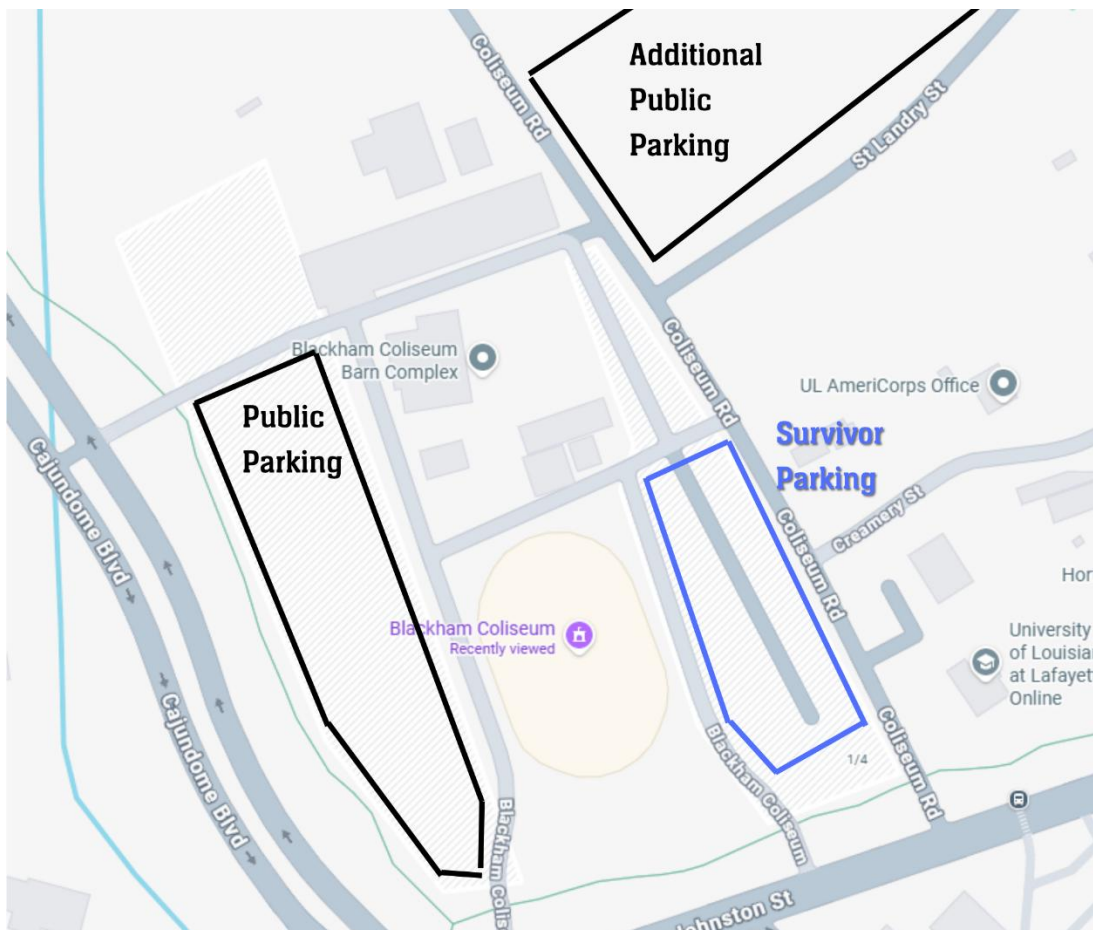 Additional
Public
Parking
Coliseum Rd
St Landry St
Blackham Coliseum
Barn Complex
Coliseum Rd
UL AmeriCorps Office
Public
Parking
Survivor
Parking
Cajundome Blvd
Coliseum Rd
Creamery St
Hor
Blackham Coliseum
Recently viewed
University
of Louisian
at Lafayett
Online
Cajundome Blvd
Blackham Coliseum
1/4
Coliseum Rd
Blackham Colis
Johnston St